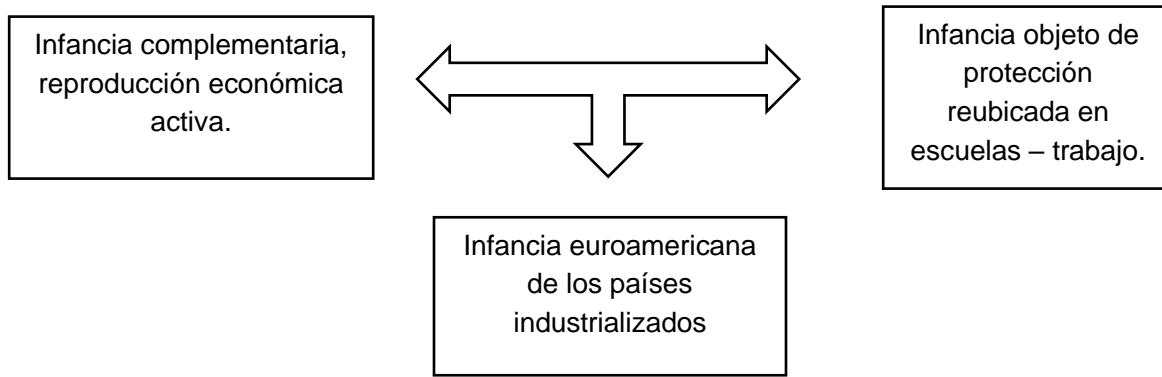 Infancia complementaria,
reproducción económica
activa.
Infancia objeto de
protección
reubicada en
escuelas – trabajo.
Infancia euroamericana
de los países
industrializados